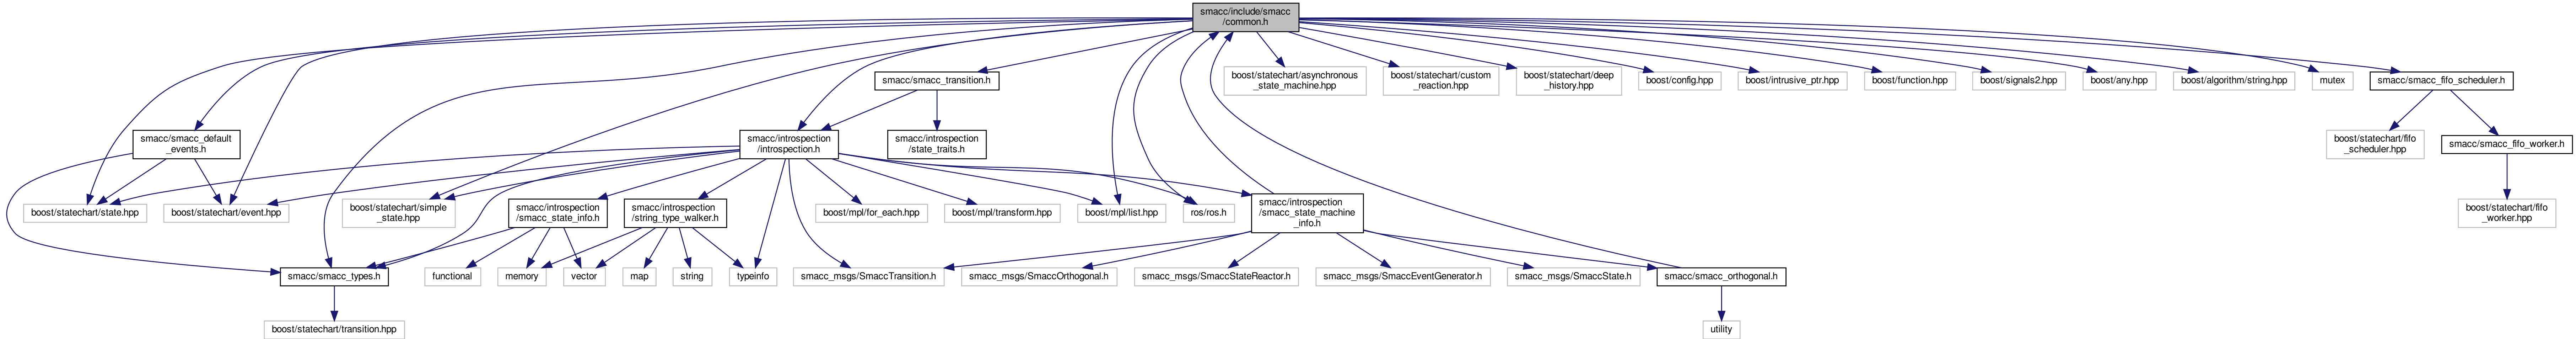 smacc/include/smacc
/common.h
smacc/smacc_transition.h
boost/statechart/asynchronous
_state_machine.hpp
boost/statechart/custom
_reaction.hpp
boost/statechart/deep
_history.hpp
boost/config.hpp
boost/intrusive_ptr.hpp
boost/function.hpp
boost/signals2.hpp
boost/any.hpp
boost/algorithm/string.hpp
mutex
smacc/smacc_fifo_scheduler.h
smacc/smacc_default
_events.h
smacc/introspection
/introspection.h
smacc/introspection
/state_traits.h
boost/statechart/fifo
_scheduler.hpp
smacc/smacc_fifo_worker.h
boost/statechart/state.hpp
boost/statechart/event.hpp
boost/statechart/simple
_state.hpp
smacc/introspection
/smacc_state_info.h
smacc/introspection
/string_type_walker.h
boost/mpl/for_each.hpp
boost/mpl/transform.hpp
boost/mpl/list.hpp
ros/ros.h
smacc/introspection
/smacc_state_machine
_info.h
boost/statechart/fifo
_worker.hpp
smacc/smacc_types.h
functional
memory
vector
map
string
typeinfo
smacc_msgs/SmaccTransition.h
smacc_msgs/SmaccOrthogonal.h
smacc_msgs/SmaccStateReactor.h
smacc_msgs/SmaccEventGenerator.h
smacc_msgs/SmaccState.h
smacc/smacc_orthogonal.h
boost/statechart/transition.hpp
utility